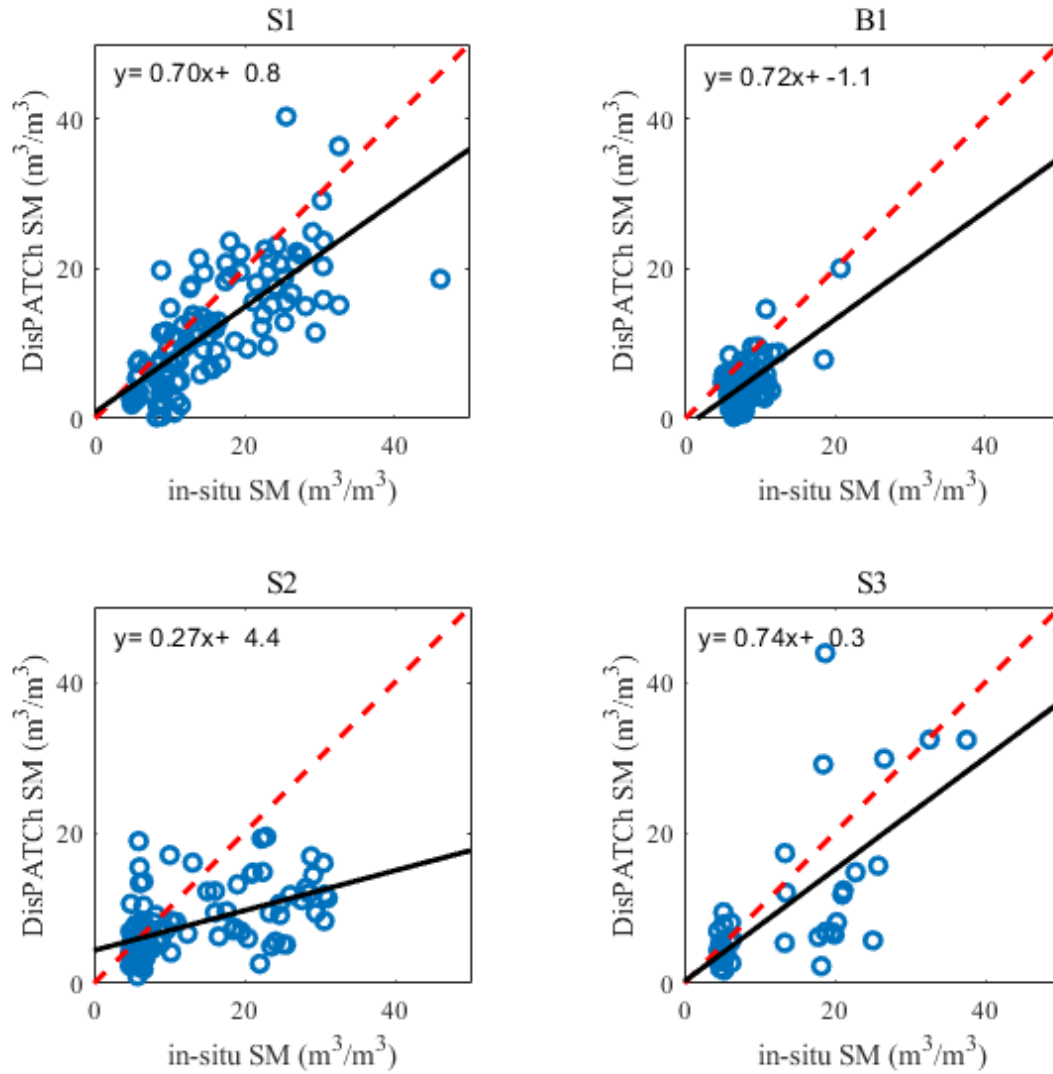 S1
y= 0.70x+ 0.8
DisPATCh SM (m³/m³)
40
20
0
0 20 40
in-situ SM (m³/m³)
B1
y= 0.72x+ -1.1
DisPATCh SM (m³/m³)
40
20
0
0 20 40
in-situ SM (m³/m³)
S2
y= 0.27x+ 4.4
DisPATCh SM (m³/m³)
40
20
0
0 20 40
in-situ SM (m³/m³)
S3
y= 0.74x+ 0.3
DisPATCh SM (m³/m³)
40
20
0
0 20 40
in-situ SM (m³/m³)